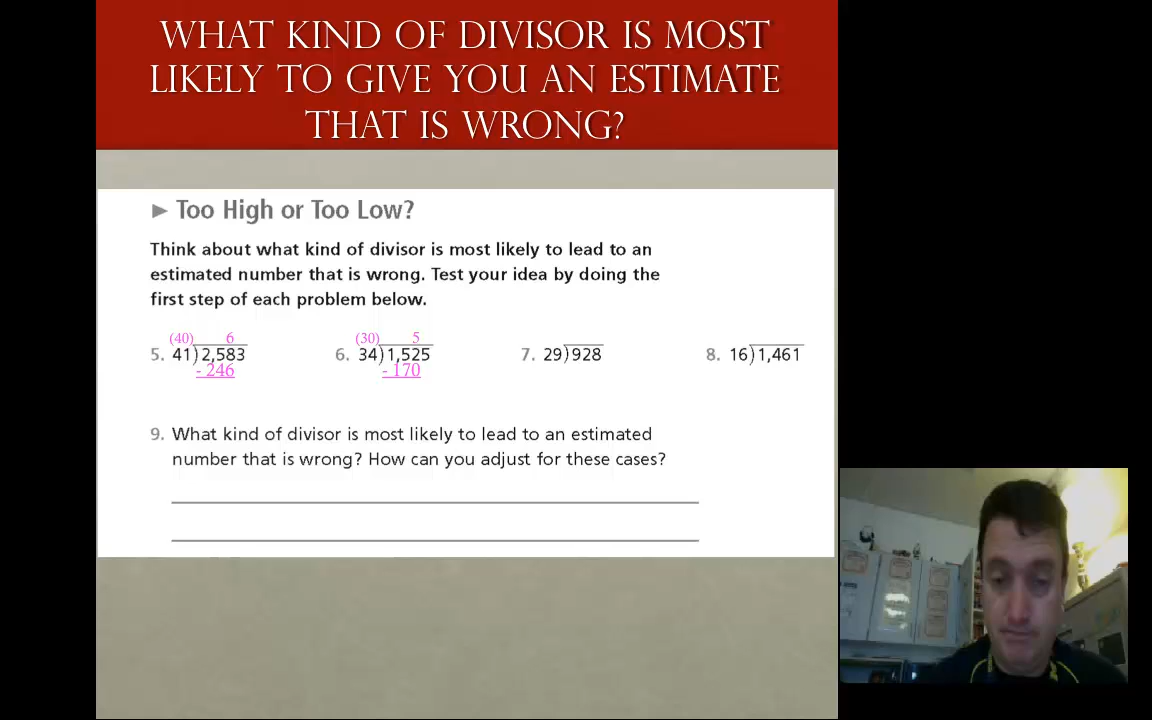 WHAT KIND OF DIVISOR IS MOST
LIKELY TO GIVE YOU AN ESTIMATE
THAT IS WRONG?
► Too High or Too Low?
Think about what kind of divisor is most likely to lead to an
estimated number that is wrong. Test your idea by doing the
first step of each problem below.
(40) 6 (30) 5
5. 41)2,583 6. 34)1,525 7. 29)928 8. 16)1,461
- 246 - 170
9. What kind of divisor is most likely to lead to an estimated
number that is wrong? How can you adjust for these cases?